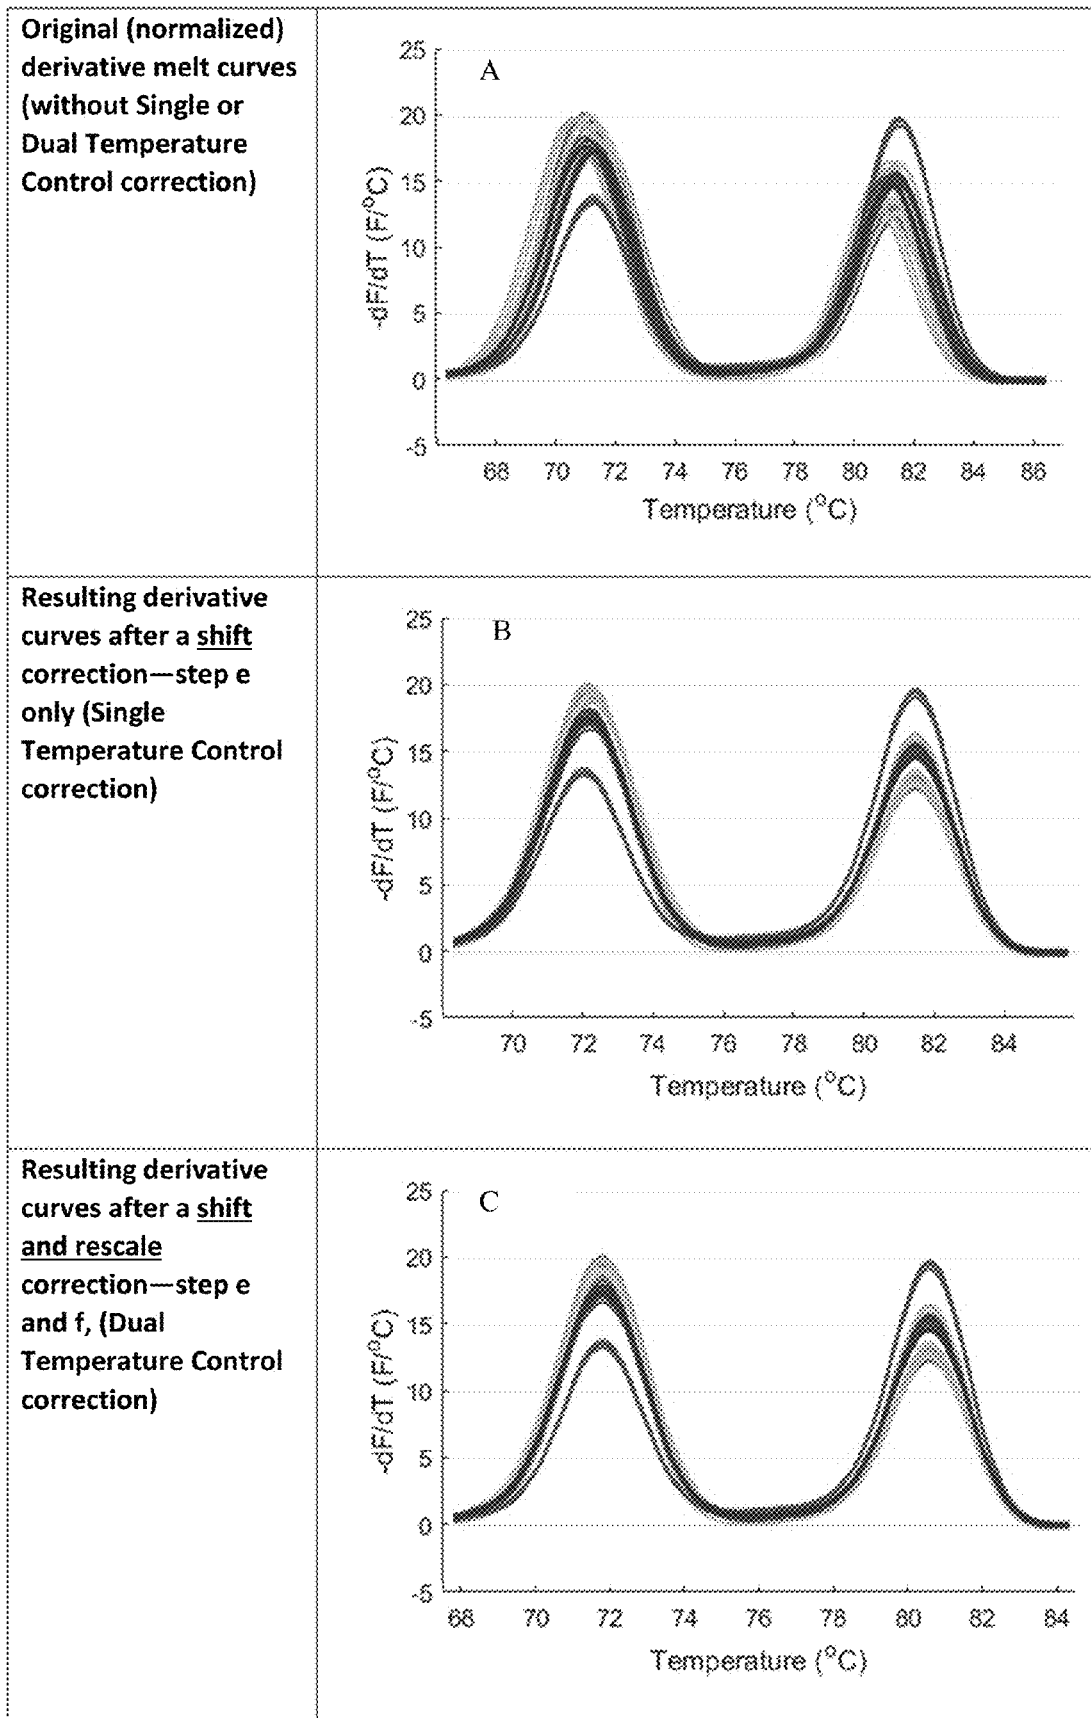 Original (normalized)
derivative melt curves
(without Single or
Dual Temperature
Control correction)
A
25
20
15
10
5
0
-5
-dF/dT (F/°C)
68 70 72 74 76 78 80 82 84 86
Temperature (°C)
Resulting derivative
curves after a shift
correction—step e
only (Single
Temperature Control
correction)
B
25
20
15
10
5
0
-5
-dF/dT (F/°C)
70 72 74 76 78 80 82 84
Temperature (°C)
Resulting derivative
curves after a shift
and rescale
correction—step e
and f, (Dual
Temperature Control
correction)
C
25
20
15
10
5
0
-5
-dF/dT (F/°C)
68 70 72 74 76 78 80 82 84
Temperature (°C)